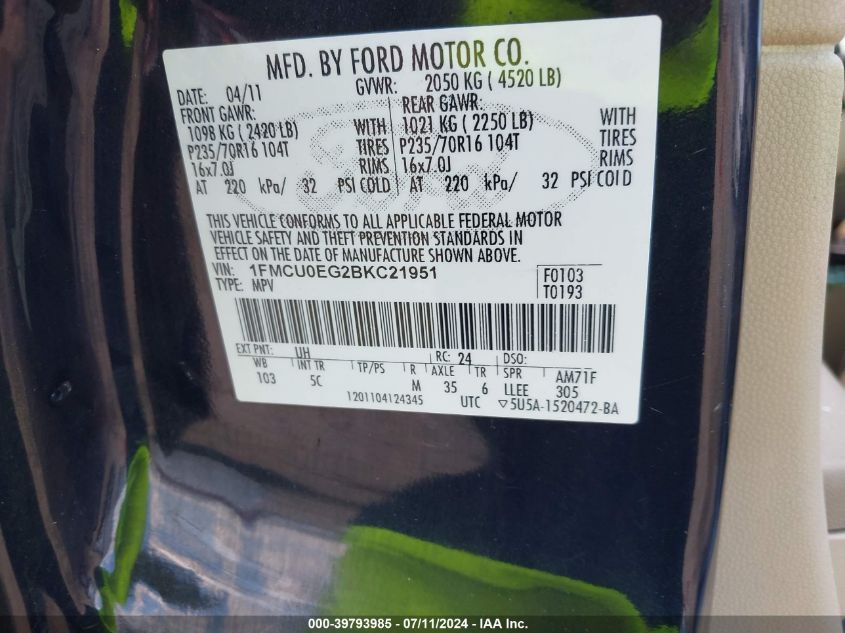 MFD. BY FORD MOTOR CO.
DATE: 04/11 GVWR: 2050 KG ( 4520 LB)
FRONT GAWR: REAR GAWR:
1098 KG ( 2420 LB) WITH 1021 KG ( 2250 LB) WITH
P235/70R16 104T TIRES P235/70R16 104T TIRES
16x7.0J RIMS 16x7.0J RIMS
AT 220 kPa/ 32 PSI COLD AT 220 kPa/ 32 PSI COLD
THIS VEHICLE CONFORMS TO ALL APPLICABLE FEDERAL MOTOR
VEHICLE SAFETY AND THEFT PREVENTION STANDARDS IN
EFFECT ON THE DATE OF MANUFACTURE SHOWN ABOVE.
VIN: 1FMCU0EG2BKC21951 F0103
TYPE: MPV T0193
EXT PNT: UH RC: 24 DSO:
WB INT TR TP/PS R AXLE TR SPR AM71F
103 5C M 35 6 LLEE 305
1201104124345 UTC ▽5U5A-1520472-BA
000-39793985 / 07/11/2024 - IAA Inc.